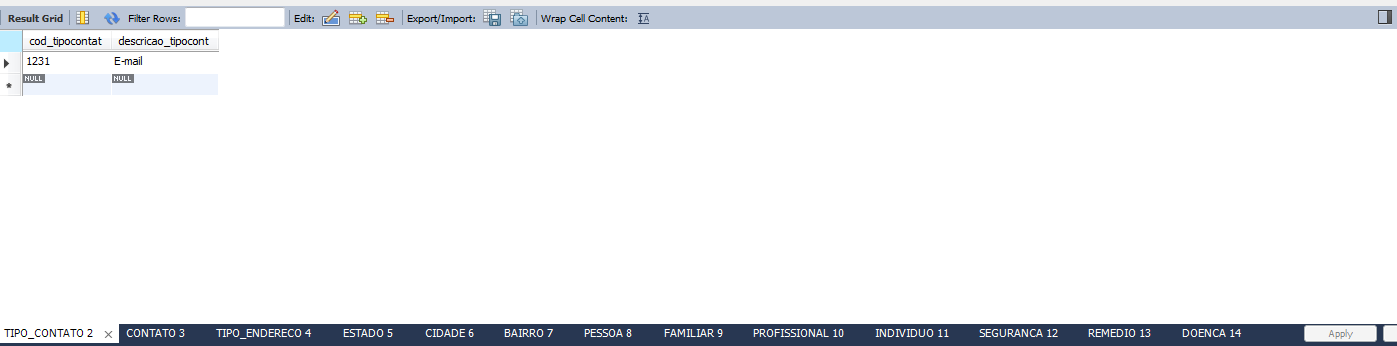 Result Grid Filter Rows: Edit: Export/Import: Wrap Cell Content: IA
cod_tipocontat descricao_tipocont
1231 E-mail
* NULL NULL
TIPO_CONTATO 2 × CONTATO 3 TIPO_ENDERECO 4 ESTADO 5 CIDADE 6 BAIRRO 7 PESSOA 8 FAMILIAR 9 PROFISSIONAL 10 INDIVIDUO 11 SEGURANCA 12 REMEDIO 13 DOENCA 14 Apply